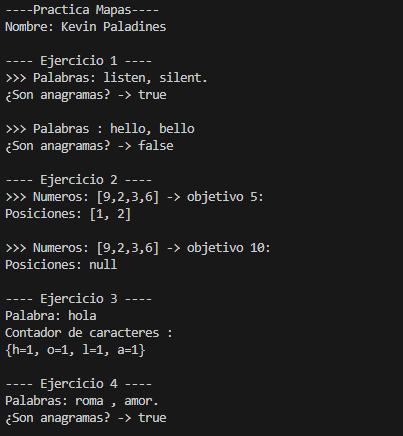 ----Practica Mapas----
Nombre: Kevin Paladines
---- Ejercicio 1 ----
>>> Palabras: listen, silent.
¿Son anagramas? -> true
>>> Palabras : hello, bello
¿Son anagramas? -> false
---- Ejercicio 2 ----
>>> Numeros: [9,2,3,6] -> objetivo 5:
Posiciones: [1, 2]
>>> Numeros: [9,2,3,6] -> objetivo 10:
Posiciones: null
---- Ejercicio 3 ----
Palabra: hola
Contador de caracteres :
{h=1, o=1, l=1, a=1}
---- Ejercicio 4 ----
Palabras: roma , amor.
¿Son anagramas? -> true